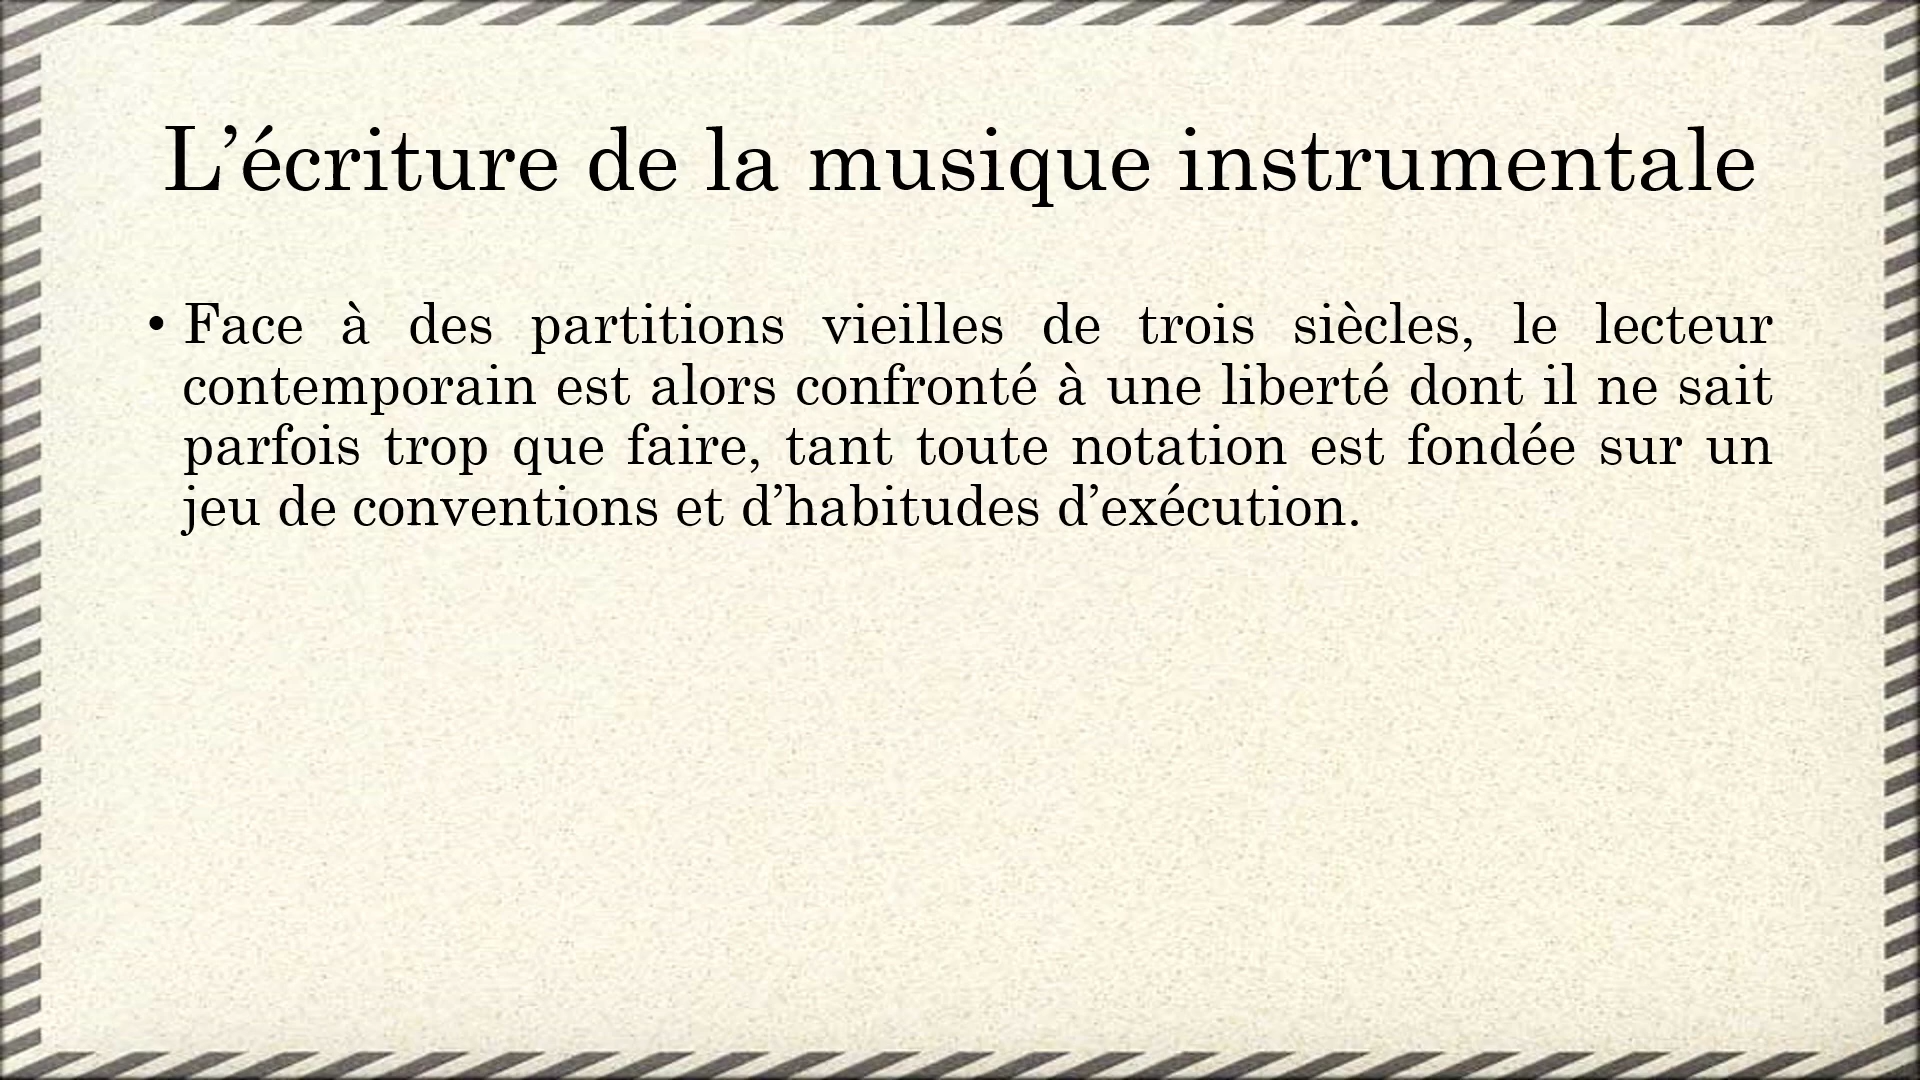 L’écriture de la musique instrumentale
• Face à des partitions vieilles de trois siècles, le lecteur
contemporain est alors confronté à une liberté dont il ne sait
parfois trop que faire, tant toute notation est fondée sur un
jeu de conventions et d’habitudes d’exécution.